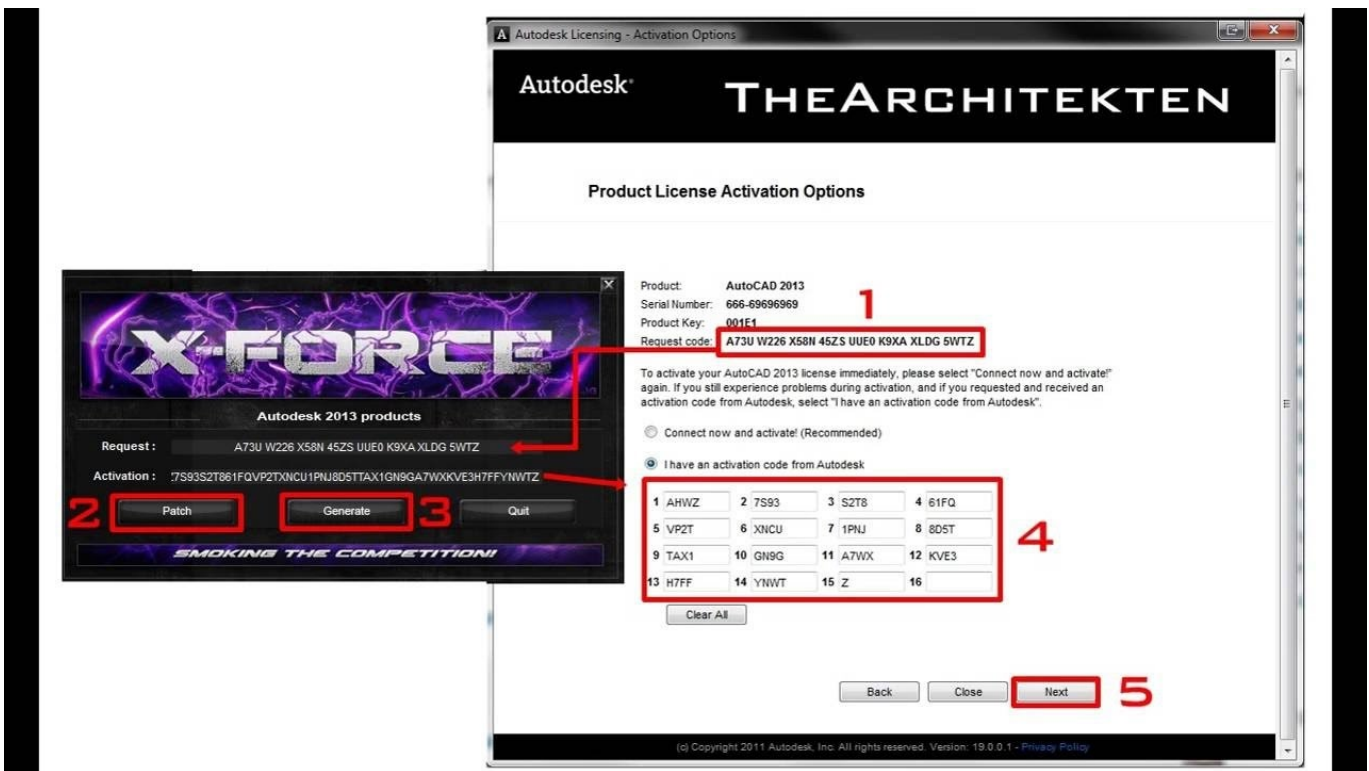 Autodesk Licensing - Activation Options
Autodesk
THEARCHITEKTEN
Product License Activation Options
Product: AutoCAD 2013
Serial Number: 666-69696969
Product Key: 001E1
Request code: A73U W226 X58N 45ZS UUE0 K9XA XLDG 5WTZ
1
To activate your AutoCAD 2013 license immediately, please select "Connect now and activate!"
again. If you still experience problems during activation, and if you requested and received an
activation code from Autodesk, select "I have an activation code from Autodesk".
Connect now and activate! (Recommended)
I have an activation code from Autodesk
1 AHWZ 2 7S93 3 S2T8 4 61FQ
5 VP2T 6 XNCU 7 1PNJ 8 8D5T
9 TAX1 10 GN9G 11 A7WX 12 KVE3
13 H7FF 14 YNWT 15 Z 16
4
Clear All
Back Close Next
5
(c) Copyright 2011 Autodesk, Inc. All rights reserved. Version: 19.0.0.1 - Privacy Policy
X-FORCE
Autodesk 2013 products
Request : A73U W226 X58N 45ZS UUE0 K9XA XLDG 5WTZ
Activation : 7S93S2T861FQVP2TXNCU1PNJ8D5TTAX1GN9GA7WXKVE3H7FFYNWTZ
2 Patch Generate 3 Quit
SMOKING THE COMPETITION!